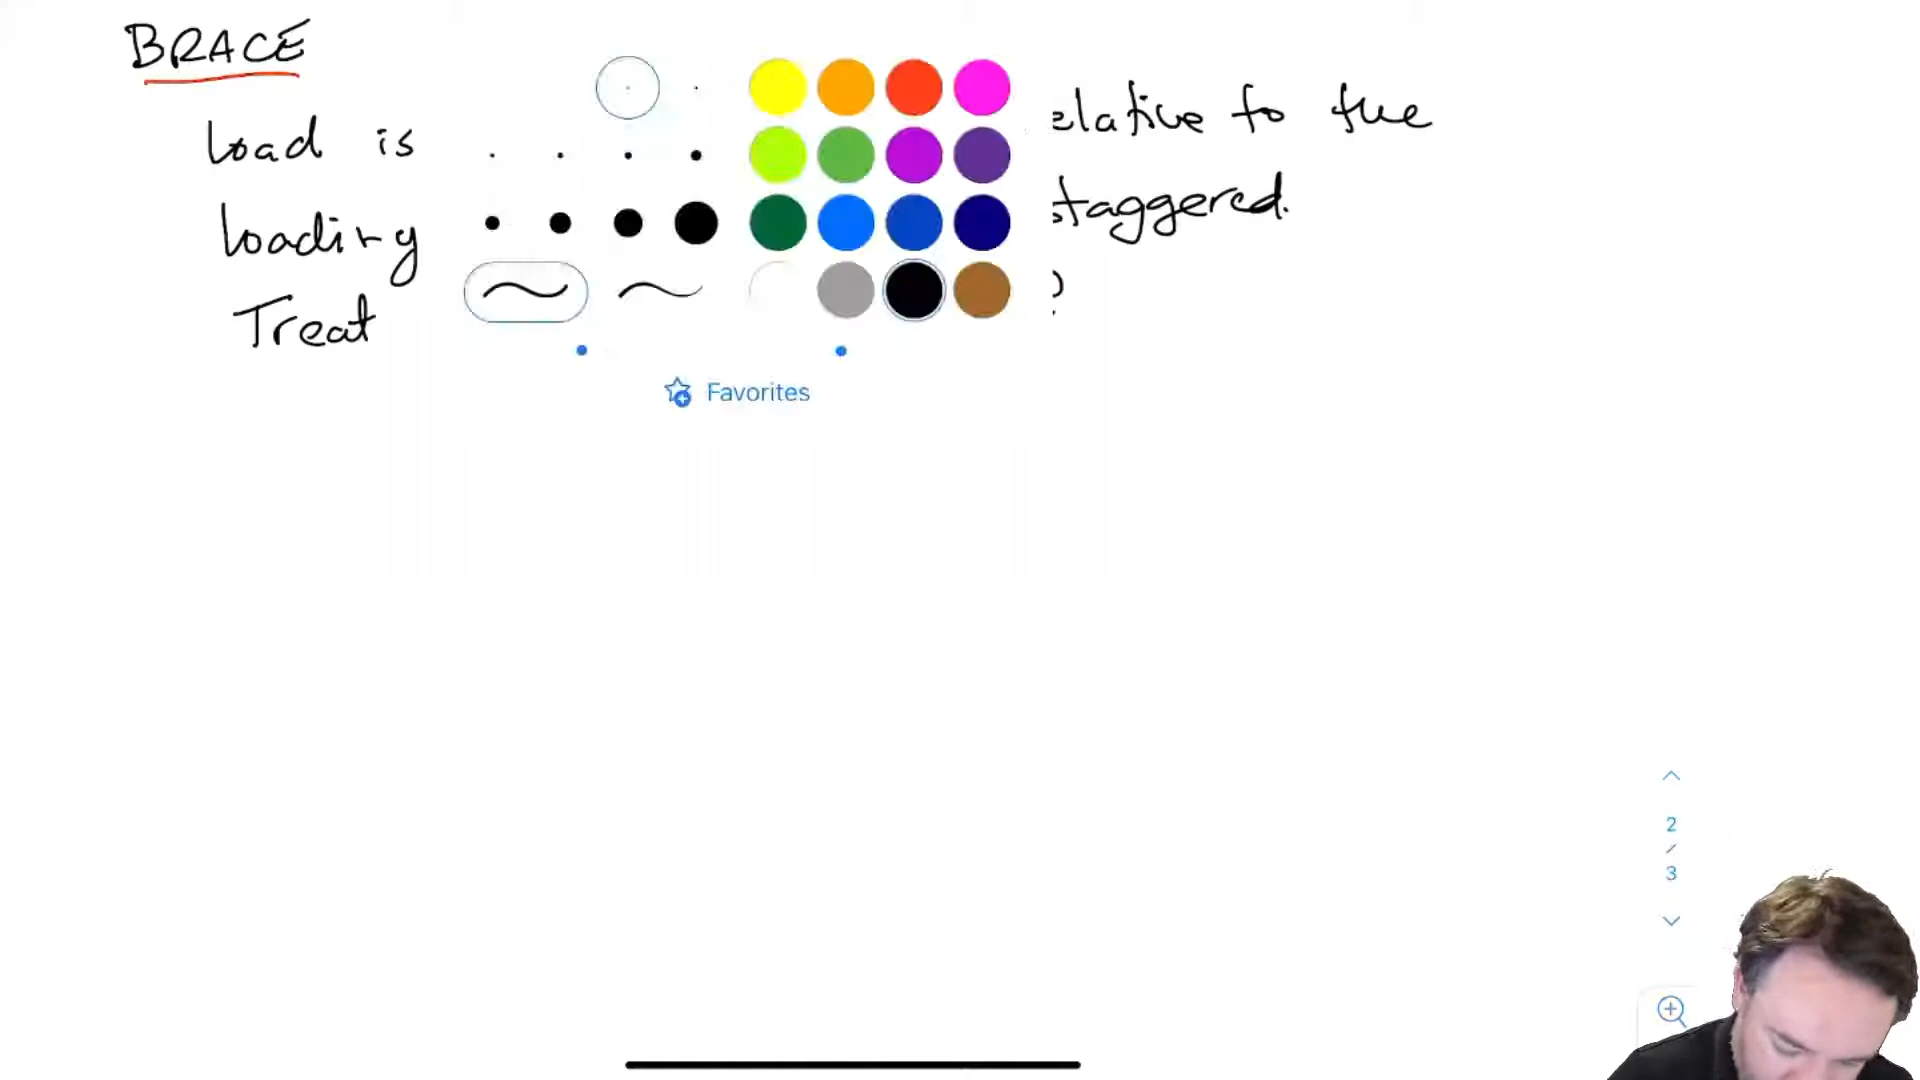 BRACE
Load is elative to the
loading staggered.
Treat ?
Favorites
2
/
3